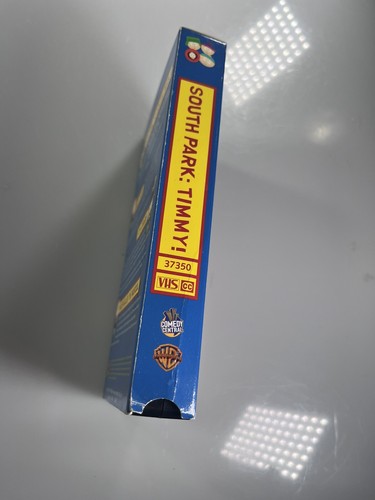 SOUTH PARK: TIMMY!
37350
VHS CC
COMEDY
CENTRAL
WB